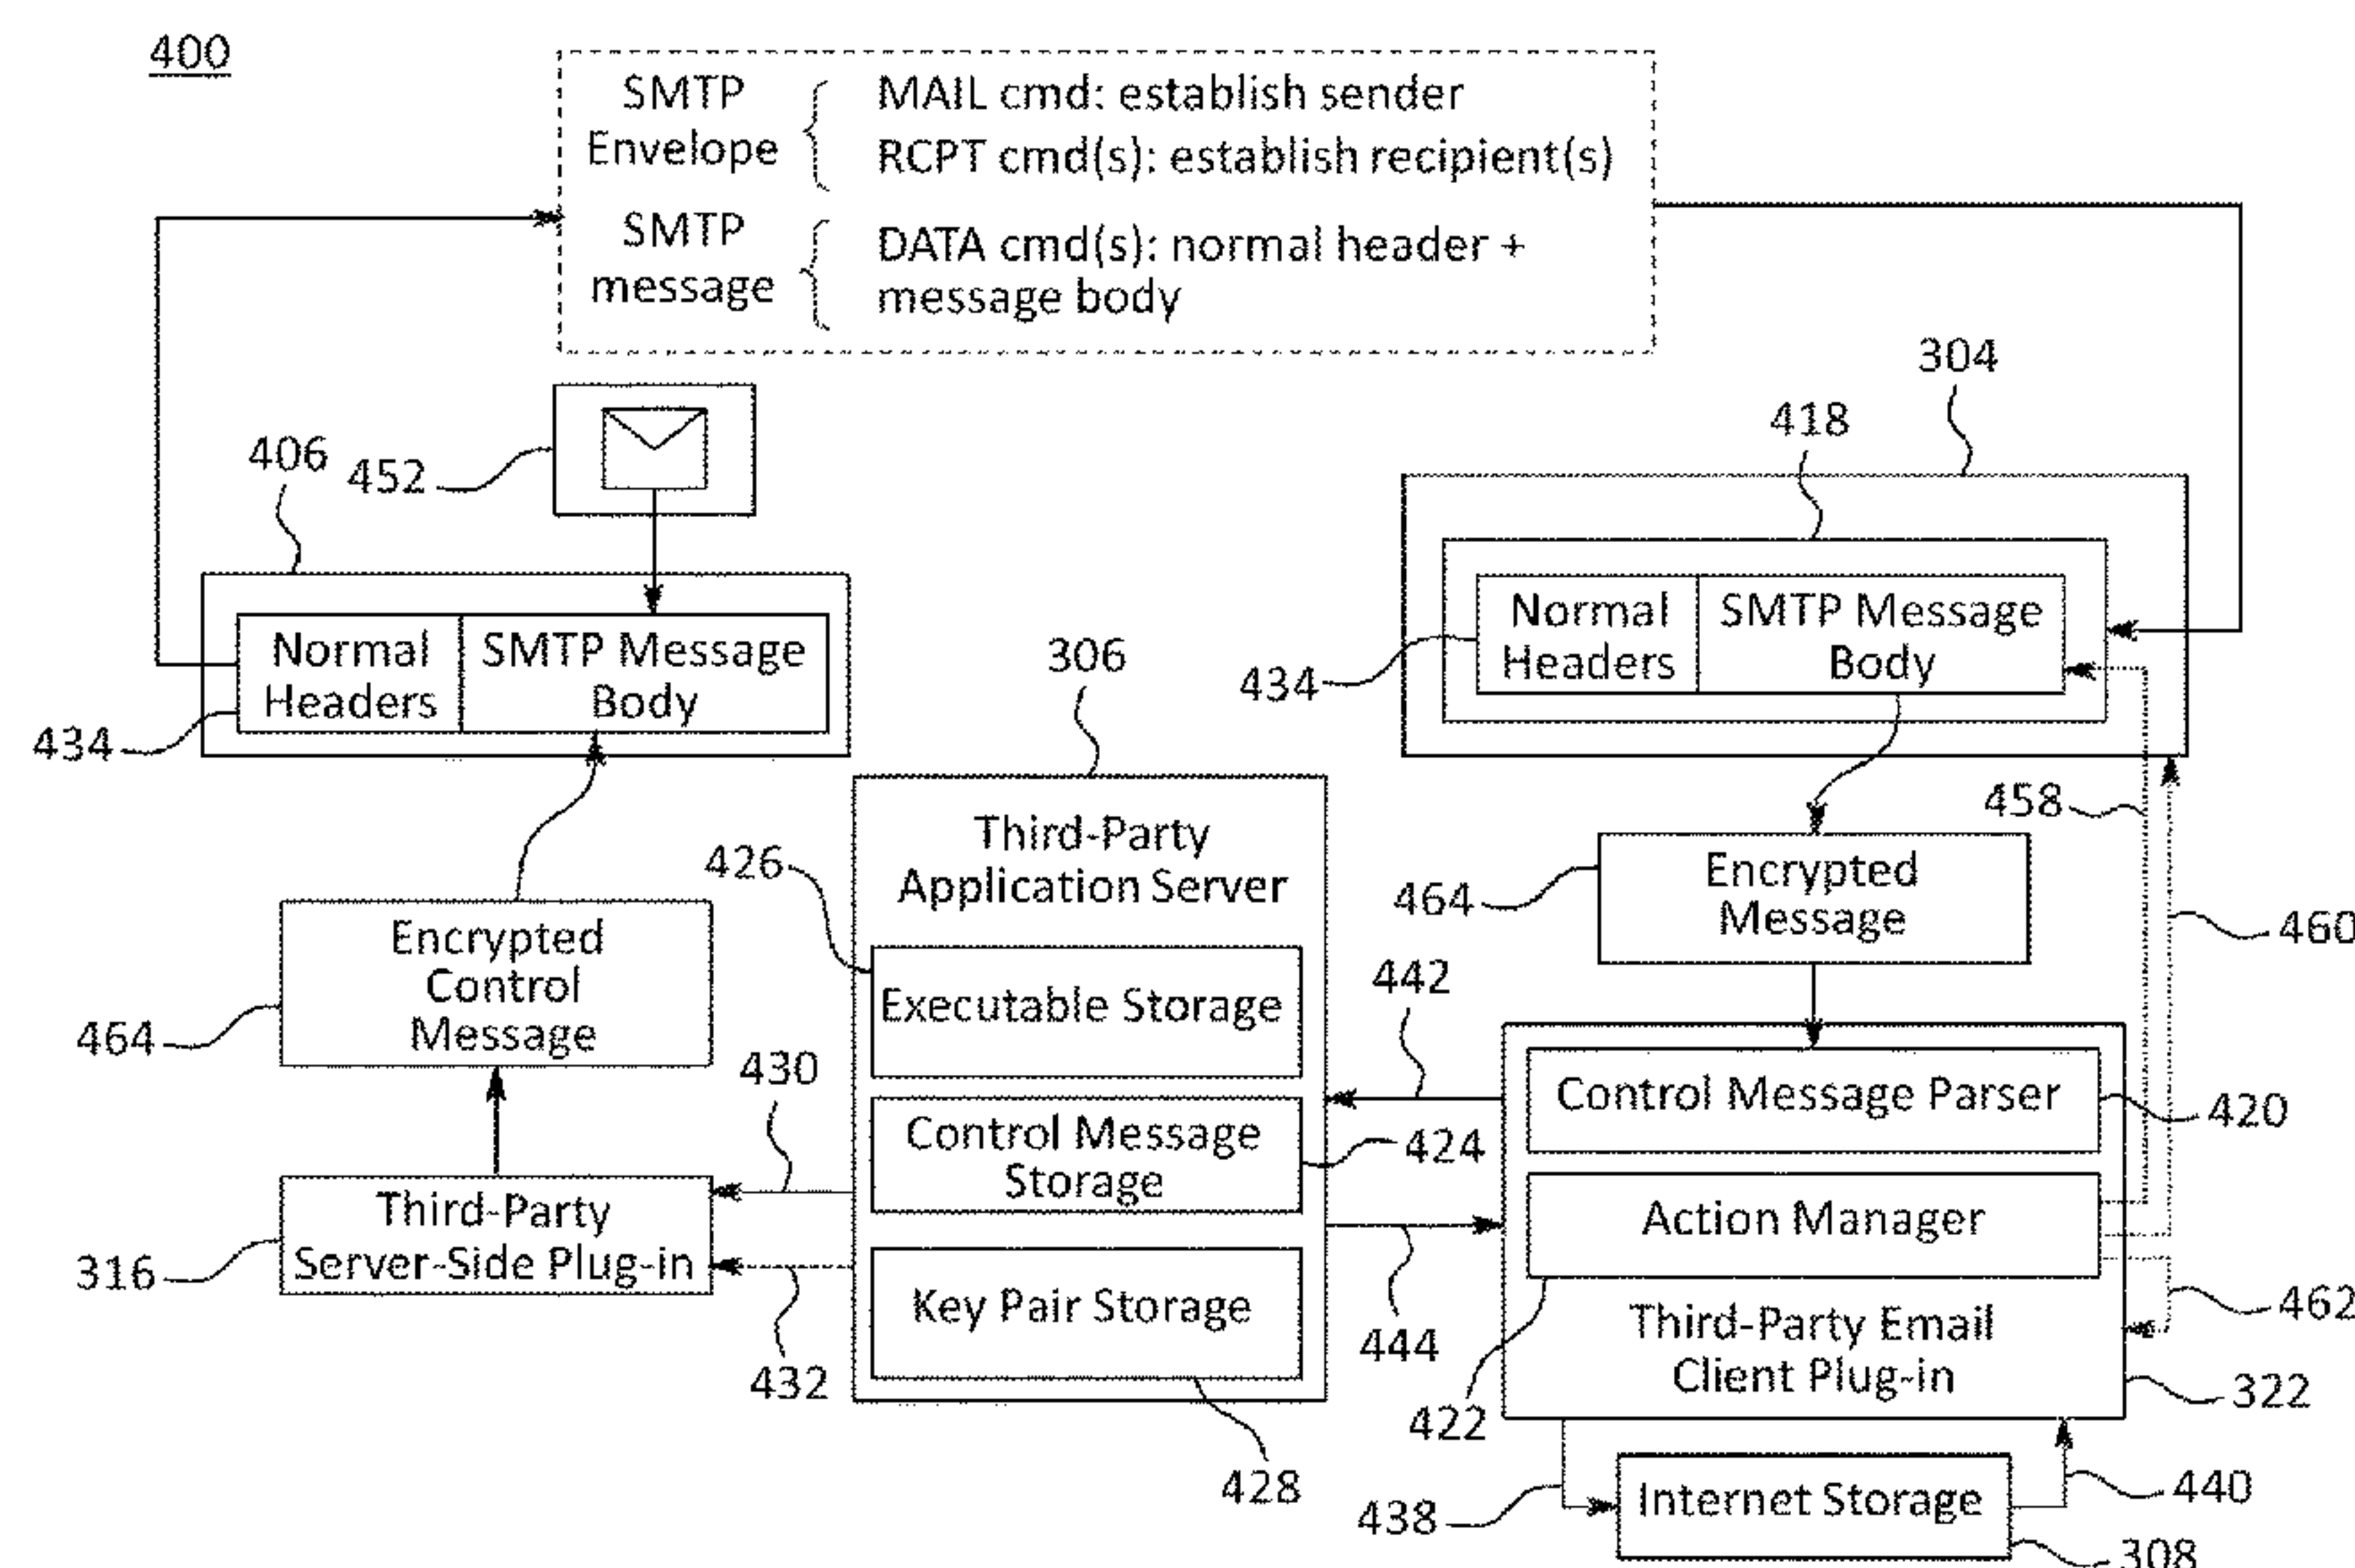 400
SMTP
Envelope
MAIL cmd: establish sender
RCPT cmd(s): establish recipient(s)
SMTP
message
DATA cmd(s): normal header +
message body
304
418
406
452
Normal
Headers
SMTP Message
Body
434
Normal
Headers
SMTP Message
Body
434
306
458
460
Third-Party
Application Server
426
Executable Storage
Control Message
Storage
424
Key Pair Storage
428
Encrypted
Control
Message
464
430
Third-Party
Server-Side Plug-in
316
432
Encrypted
Message
464
442
444
Control Message Parser
420
Action Manager
422
462
Third-Party Email
Client Plug-in
322
438
Internet Storage
440
308